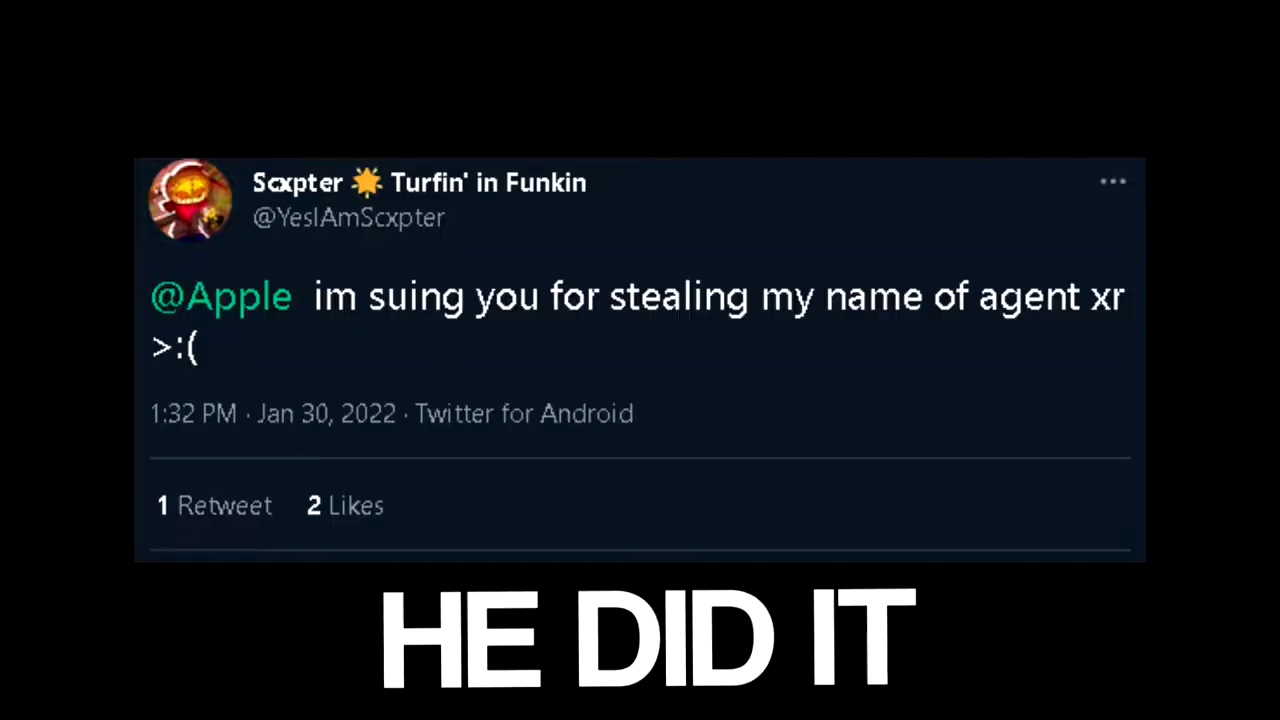 Scxpter 🌟 Turfin' in Funkin
@YesIAmScxpter
@Apple im suing you for stealing my name of agent xr
>:(
1:32 PM · Jan 30, 2022 · Twitter for Android
1 Retweet 2 Likes
HE DID IT